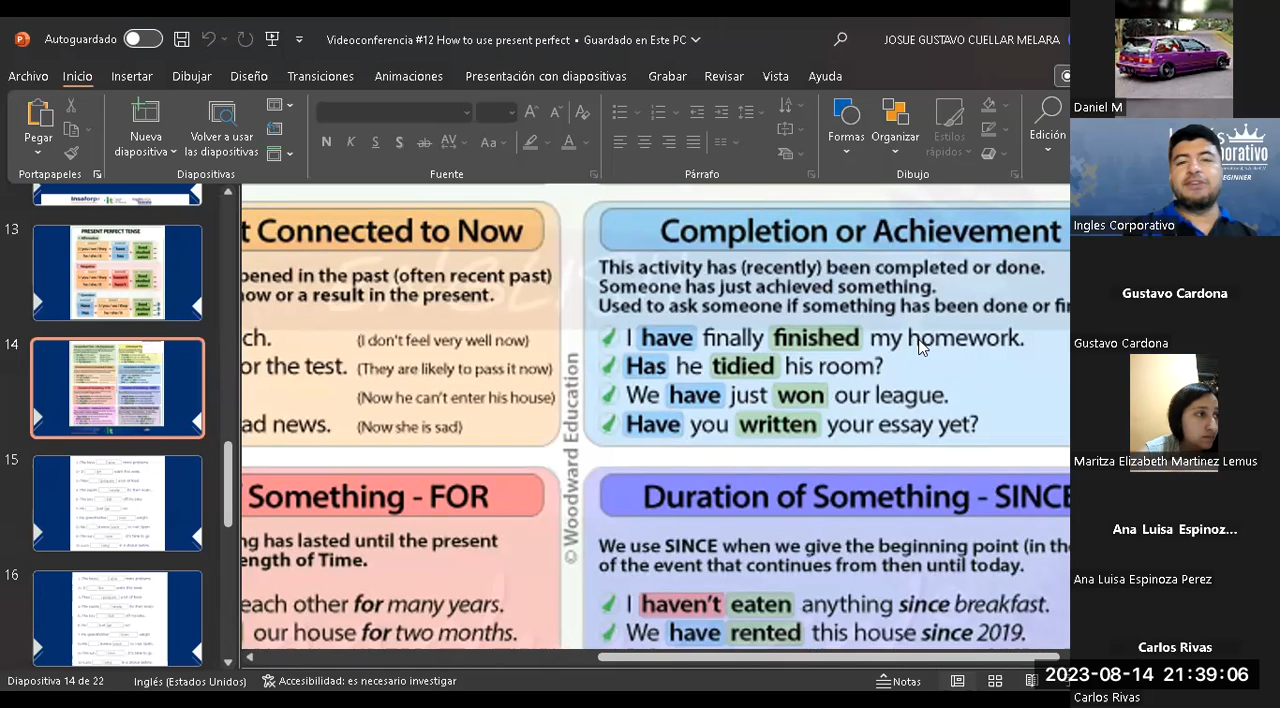 Autoguardado
Videoconferencia #12 How to use present perfect • Guardado en Este PC
JOSUE GUSTAVO CUELLAR MELARA
Archivo Inicio Insertar Dibujar Diseño Transiciones Animaciones Presentación con diapositivas Grabar Revisar Vista Ayuda
Pegar
Nueva diapositiva
Volver a usar las diapositivas
Formas Organizar Estilos rápidos Edición
N K S S ab AV Aa A
Portapapeles Diapositivas Fuente Párrafo Dibujo
13
PRESENT PERFECT TENSE
14
15
16
t Connected to Now
pened in the past (often recent past
now or a result in the present.
ch. (I don't feel very well now)
or the test. (They are likely to pass it now)
(Now he can't enter his house)
ad news. (Now she is sad)
© Woodward Education
Completion or Achievement
This activity has (recently been completed or done.
Someone has just achieved something.
Used to ask someone if something has been done or fi
I have finally finished my homework.
Has he tidied his room?
We have just won our league.
Have you written your essay yet?
Something - FOR
ng has lasted until the present
ength of Time.
each other for many years.
house for two months.
Duration of Something - SINCE
We use SINCE when we give the beginning point (in the
of the event that continues from then until today.
I haven't eaten anything since breakfast.
We have rented this house since 2019.
Diapositiva 14 de 22 Inglés (Estados Unidos) Accesibilidad: es necesario investigar Notas
Daniel M
BEGINNER
Ingles Corporativo
Gustavo Cardona
Gustavo Cardona
Maritza Elizabeth Martinez Lemus
Ana Luisa Espinoz...
Ana Luisa Espinoza Perez
Carlos Rivas
2023-08-14 21:39:06
Carlos Rivas